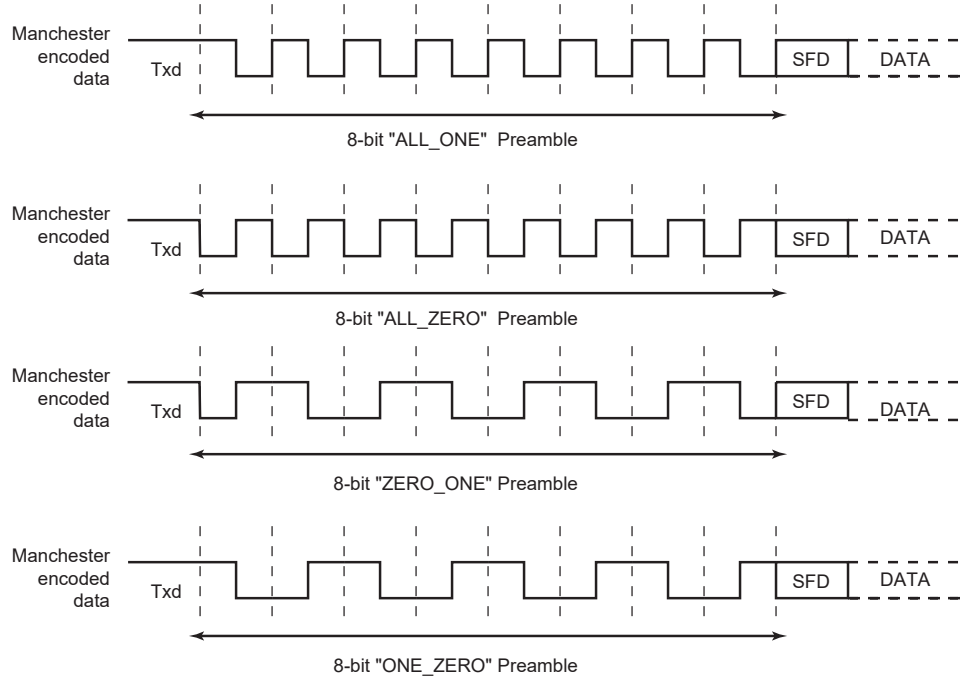 Manchester
encoded
data
Txd
SFD
DATA
8-bit "ALL_ONE" Preamble
Manchester
encoded
data
Txd
SFD
DATA
8-bit "ALL_ZERO" Preamble
Manchester
encoded
data
Txd
SFD
DATA
8-bit "ZERO_ONE" Preamble
Manchester
encoded
data
Txd
SFD
DATA
8-bit "ONE_ZERO" Preamble